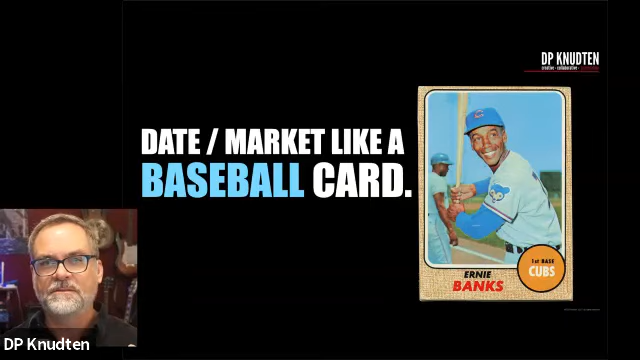 DP KNUDTEN
DATE / MARKET LIKE A
BASEBALL CARD.
1st BASE
CUBS
ERNIE
BANKS
DP Knudten